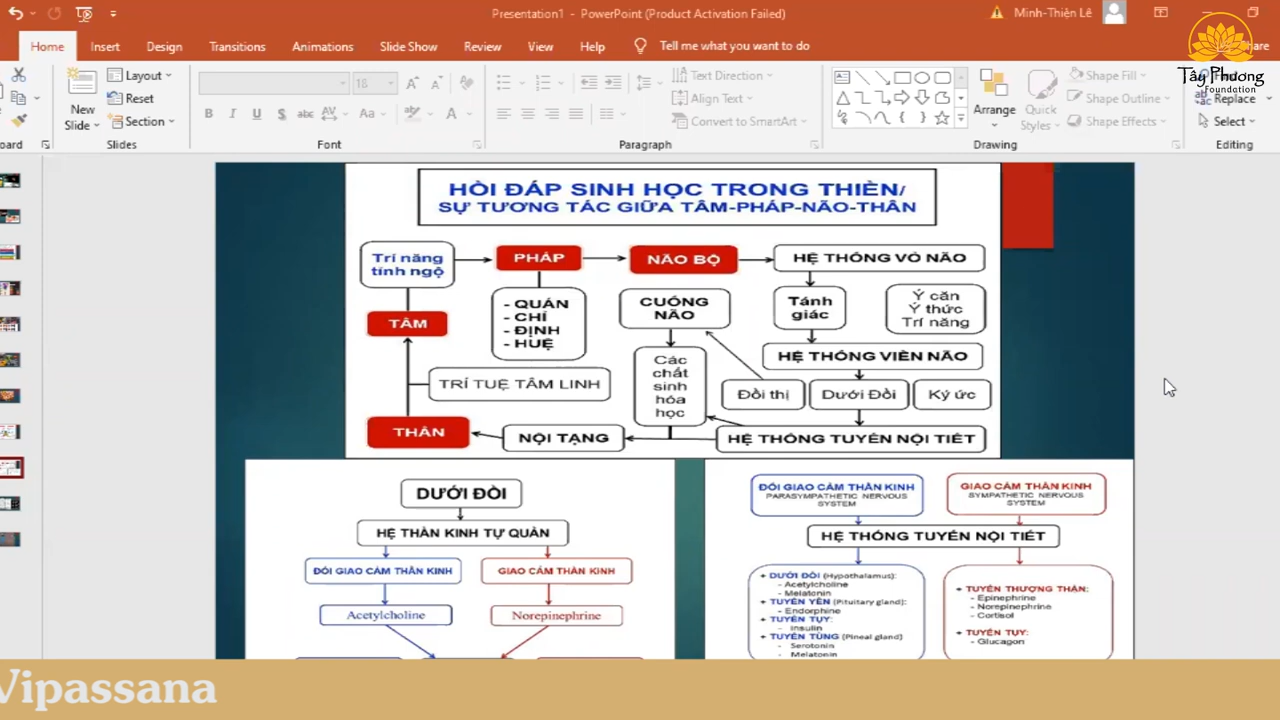 Presentation1 - PowerPoint (Product Activation Failed)
Minh-Thiện Lê
Home Insert Design Transitions Animations Slide Show Review View Help Tell me what you want to do
Share
Tây Phương
Foundation
New
Slide
Layout
Reset
Section
18
B I U S abc AV Aa A
Text Direction
Align Text
Convert to SmartArt
Arrange
Quick
Styles
Shape Fill
Shape Outline
Shape Effects
Replace
Select
oard
Slides
Font
Paragraph
Drawing
Editing
HỒI ĐÁP SINH HỌC TRONG THIỀN/
SỰ TƯƠNG TÁC GIỮA TÂM-PHÁP-NÃO-THÂN
Trí năng
tỉnh ngộ
PHÁP
NÃO BỘ
HỆ THỐNG VỎ NÃO
- QUÁN
- CHỈ
- ĐỊNH
- HUỆ
CUỐNG
NÃO
Tánh
giác
Ý căn
Ý thức
Trí năng
TÂM
HỆ THỐNG VIỀN NÃO
Các
chất
sinh
hóa
học
TRÍ TUỆ TÂM LINH
Đồi thị
Dưới Đồi
Ký ức
THÂN
NỘI TẠNG
HỆ THỐNG TUYẾN NỘI TIẾT
DƯỚI ĐỒI
HỆ THẦN KINH TỰ QUẢN
ĐỐI GIAO CẢM THẦN KINH
GIAO CẢM THẦN KINH
Acetylcholine
Norepinephrine
ĐỐI GIAO CẢM THẦN KINH
PARASYMPATHETIC NERVOUS
SYSTEM
GIAO CẢM THẦN KINH
SYMPATHETIC NERVOUS
SYSTEM
HỆ THỐNG TUYẾN NỘI TIẾT
+ DƯỚI ĐỒI (Hypothalamus):
- Acetylcholine
- Melatonin
+ TUYẾN YÊN (Pituitary gland):
- Endorphine
+ TUYẾN TỤY:
- Insulin
+ TUYẾN TÙNG (Pineal gland)
- Serotonin
- Melatonin
+ TUYẾN THƯỢNG THẬN:
- Epinephrine
- Norepinephrine
- Cortisol
+ TUYẾN TỤY:
- Glucagon
Vipassana